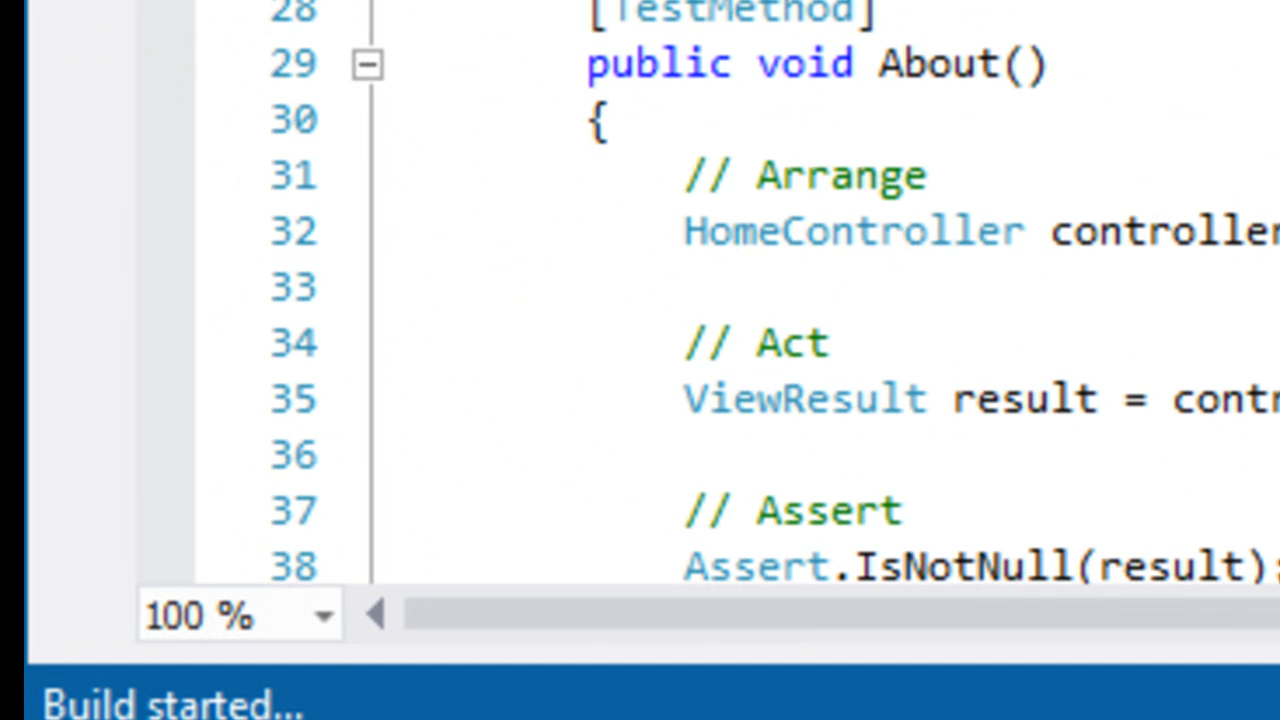 28 [TestMethod]
29 public void About()
30 {
31 // Arrange
32 HomeController controller
33
34 // Act
35 ViewResult result = contr
36
37 // Assert
38 Assert.IsNotNull(result);
100 %
Build started...